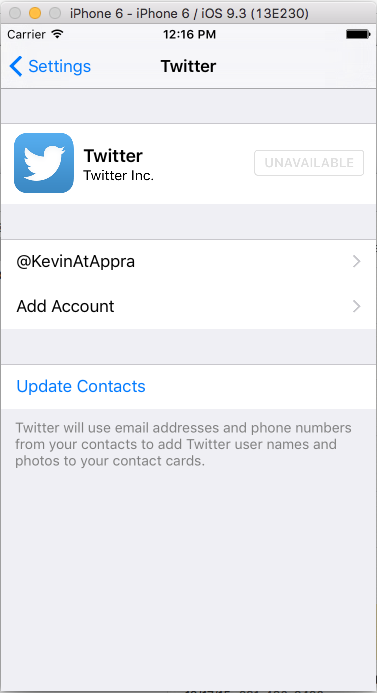 iPhone 6 - iPhone 6 / iOS 9.3 (13E230)
Carrier 12:16 PM
Settings Twitter
Twitter
Twitter Inc.
UNAVAILABLE
@KevinAtAppra
Add Account
Update Contacts
Twitter will use email addresses and phone numbers
from your contacts to add Twitter user names and
photos to your contact cards.